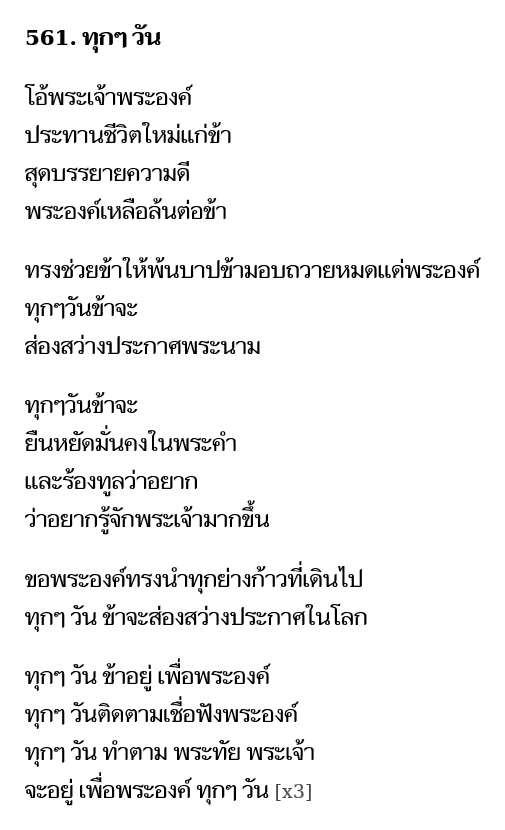 561. ทุกๆ วัน
โอ้พระเจ้าพระองค์
ประทานชีวิตใหม่แก่ข้า
สุดบรรยายความดี
พระองค์เหลือล้นต่อข้า
ทรงช่วยข้าให้พ้นบาปข้ามอบถวายหมดแด่พระองค์
ทุกๆวันข้าจะ
ส่องสว่างประกาศพระนาม
ทุกๆวันข้าจะ
ยืนหยัดมั่นคงในพระคำ
และร้องทูลว่าอยาก
ว่าอยากรู้จักพระเจ้ามากขึ้น
ขอพระองค์ทรงนำทุกย่างก้าวที่เดินไป
ทุกๆ วัน ข้าจะส่องสว่างประกาศในโลก
ทุกๆ วัน ข้าอยู่ เพื่อพระองค์
ทุกๆ วันติดตามเชื่อฟังพระองค์
ทุกๆ วัน ทำตาม พระทัย พระเจ้า
จะอยู่ เพื่อพระองค์ ทุกๆ วัน [x3]